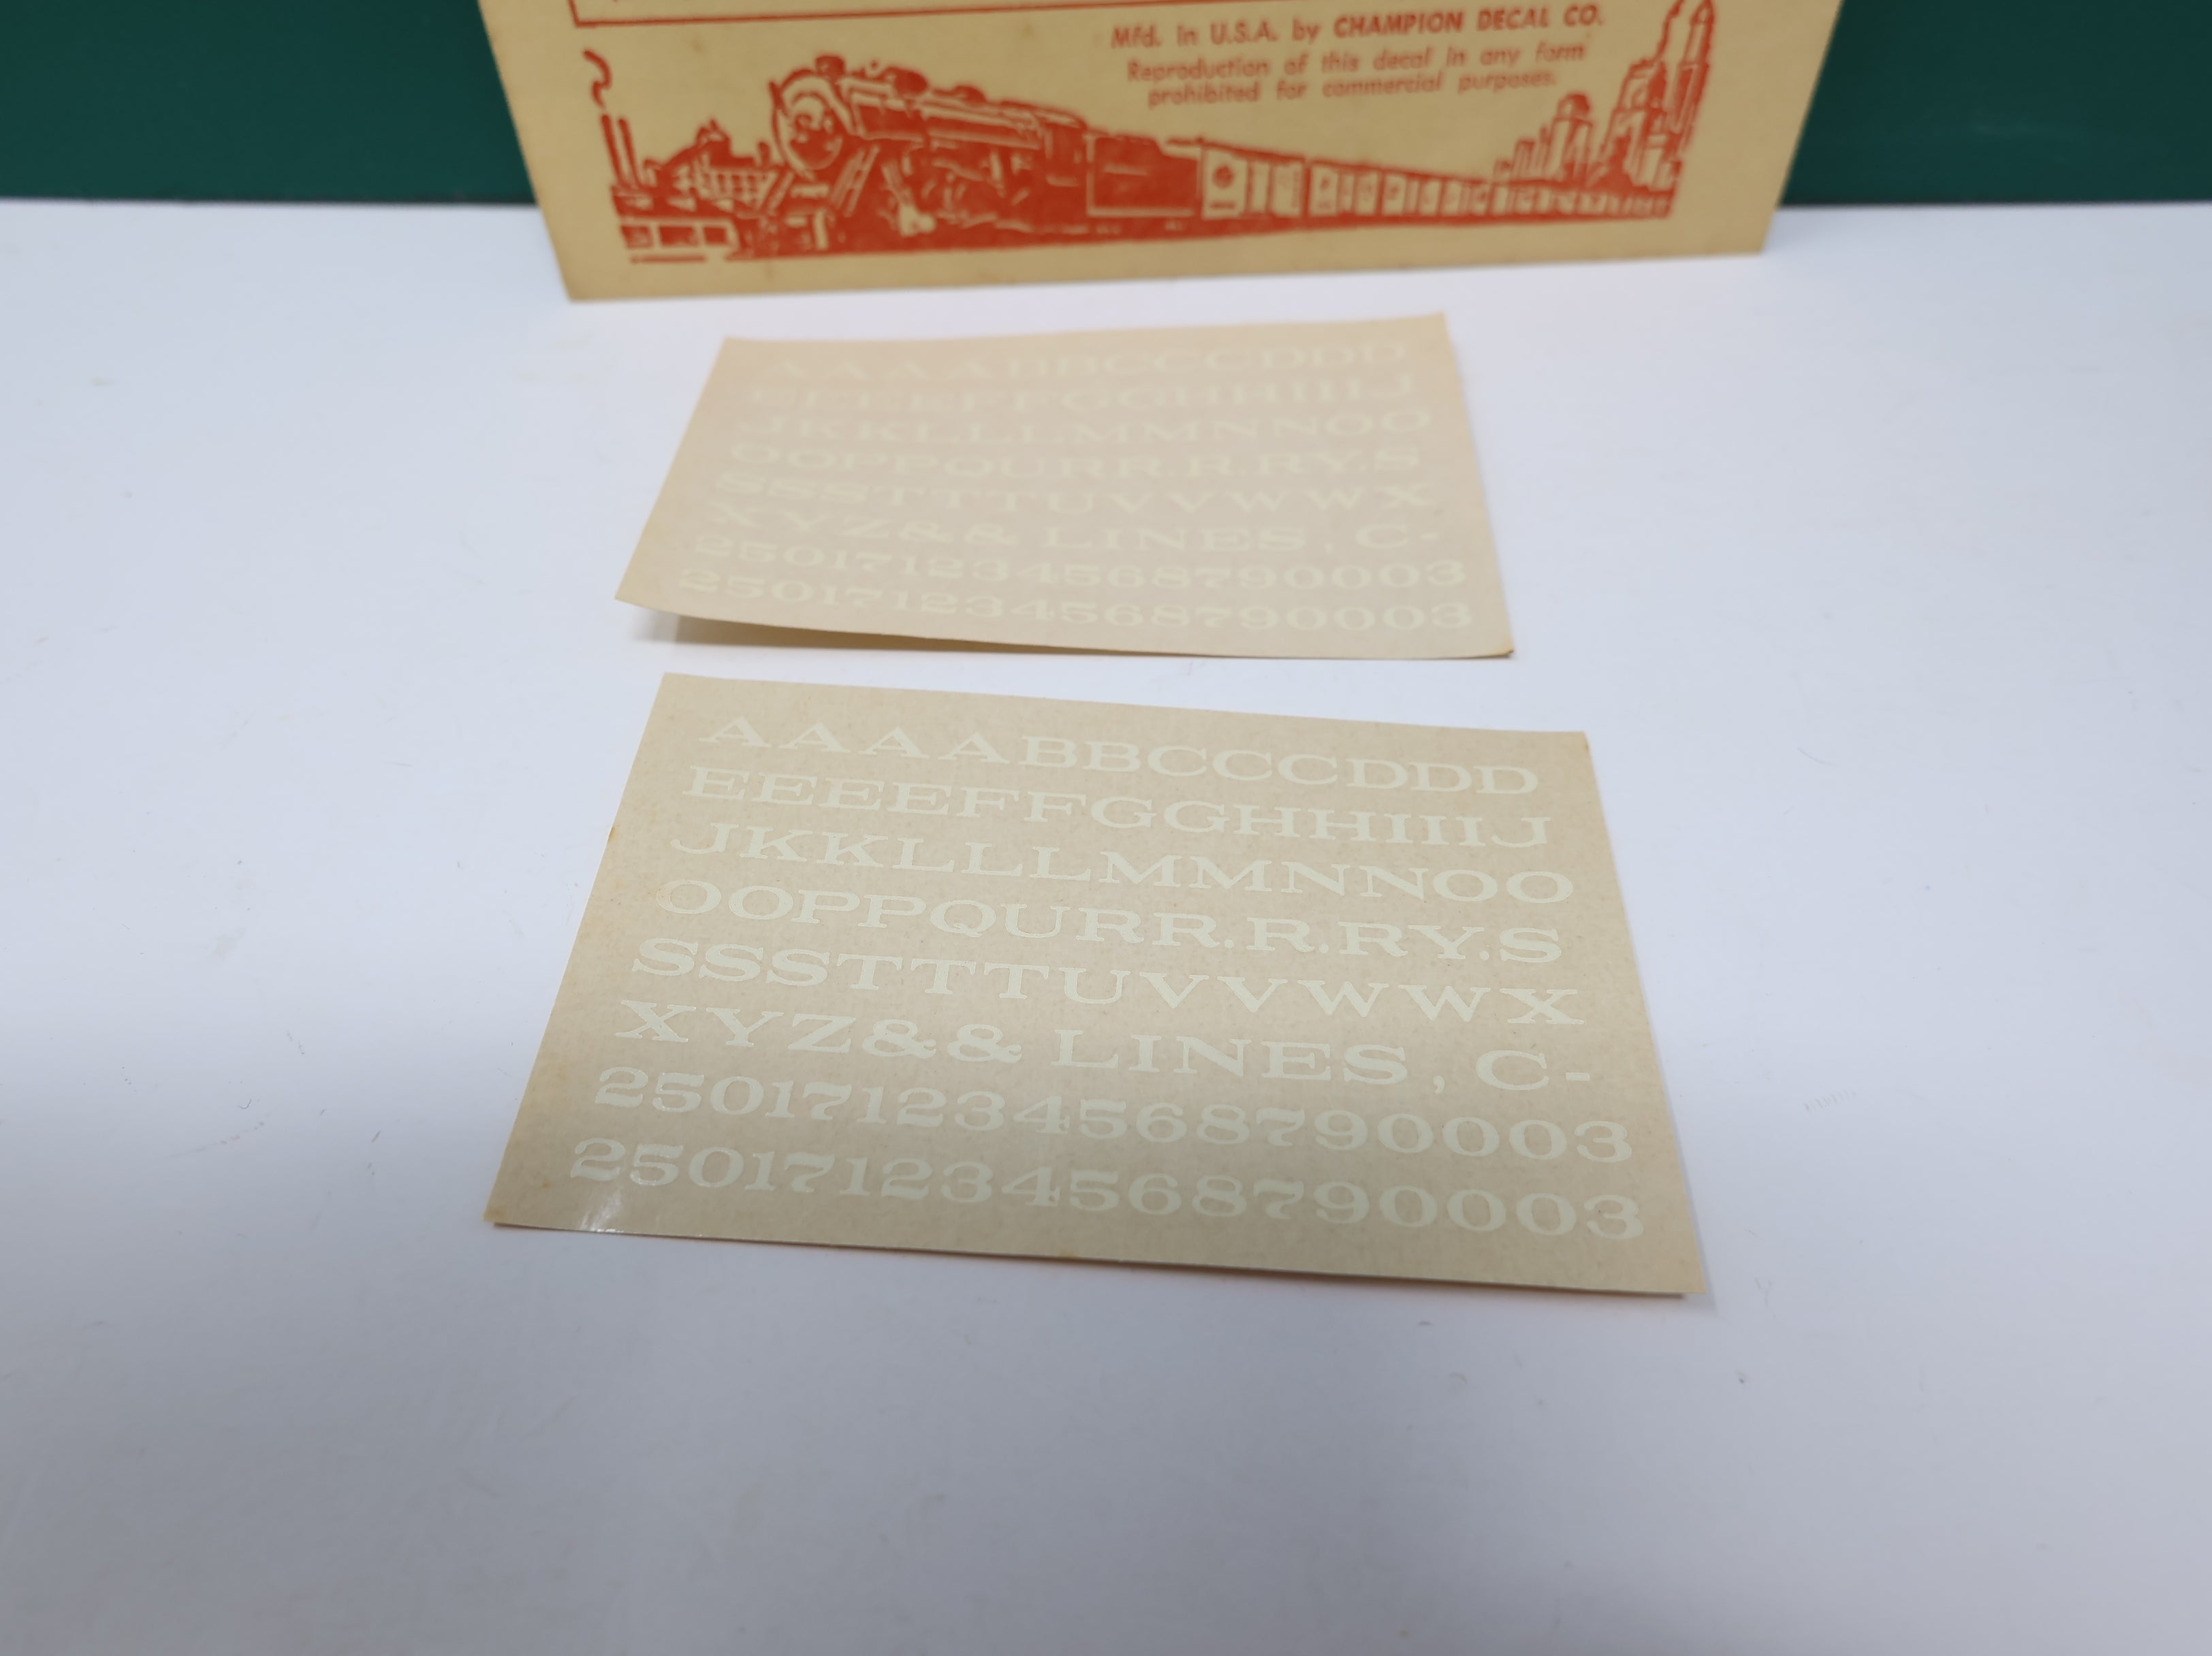 Mfd. in U.S.A. by CHAMPION DECAL CO.
Reproduction of this decal in any form
prohibited for commercial purposes.
AAAABBCCCDDD
EEEEFFGGHHIIIJ
JKKLLLMMNNOO
OOPPQURR.R.RY.S
SSSTTTUVVWWX
XYZ&& LINES, C-
250171234568790003
250171234568790003
AAAABBCCCDDD
EEEEFFGGHHIIIJ
JKKLLLMMNNOO
OOPPQURR.R.RY.S
SSSTTTUVVWWX
XYZ&& LINES, C-
250171234568790003
250171234568790003